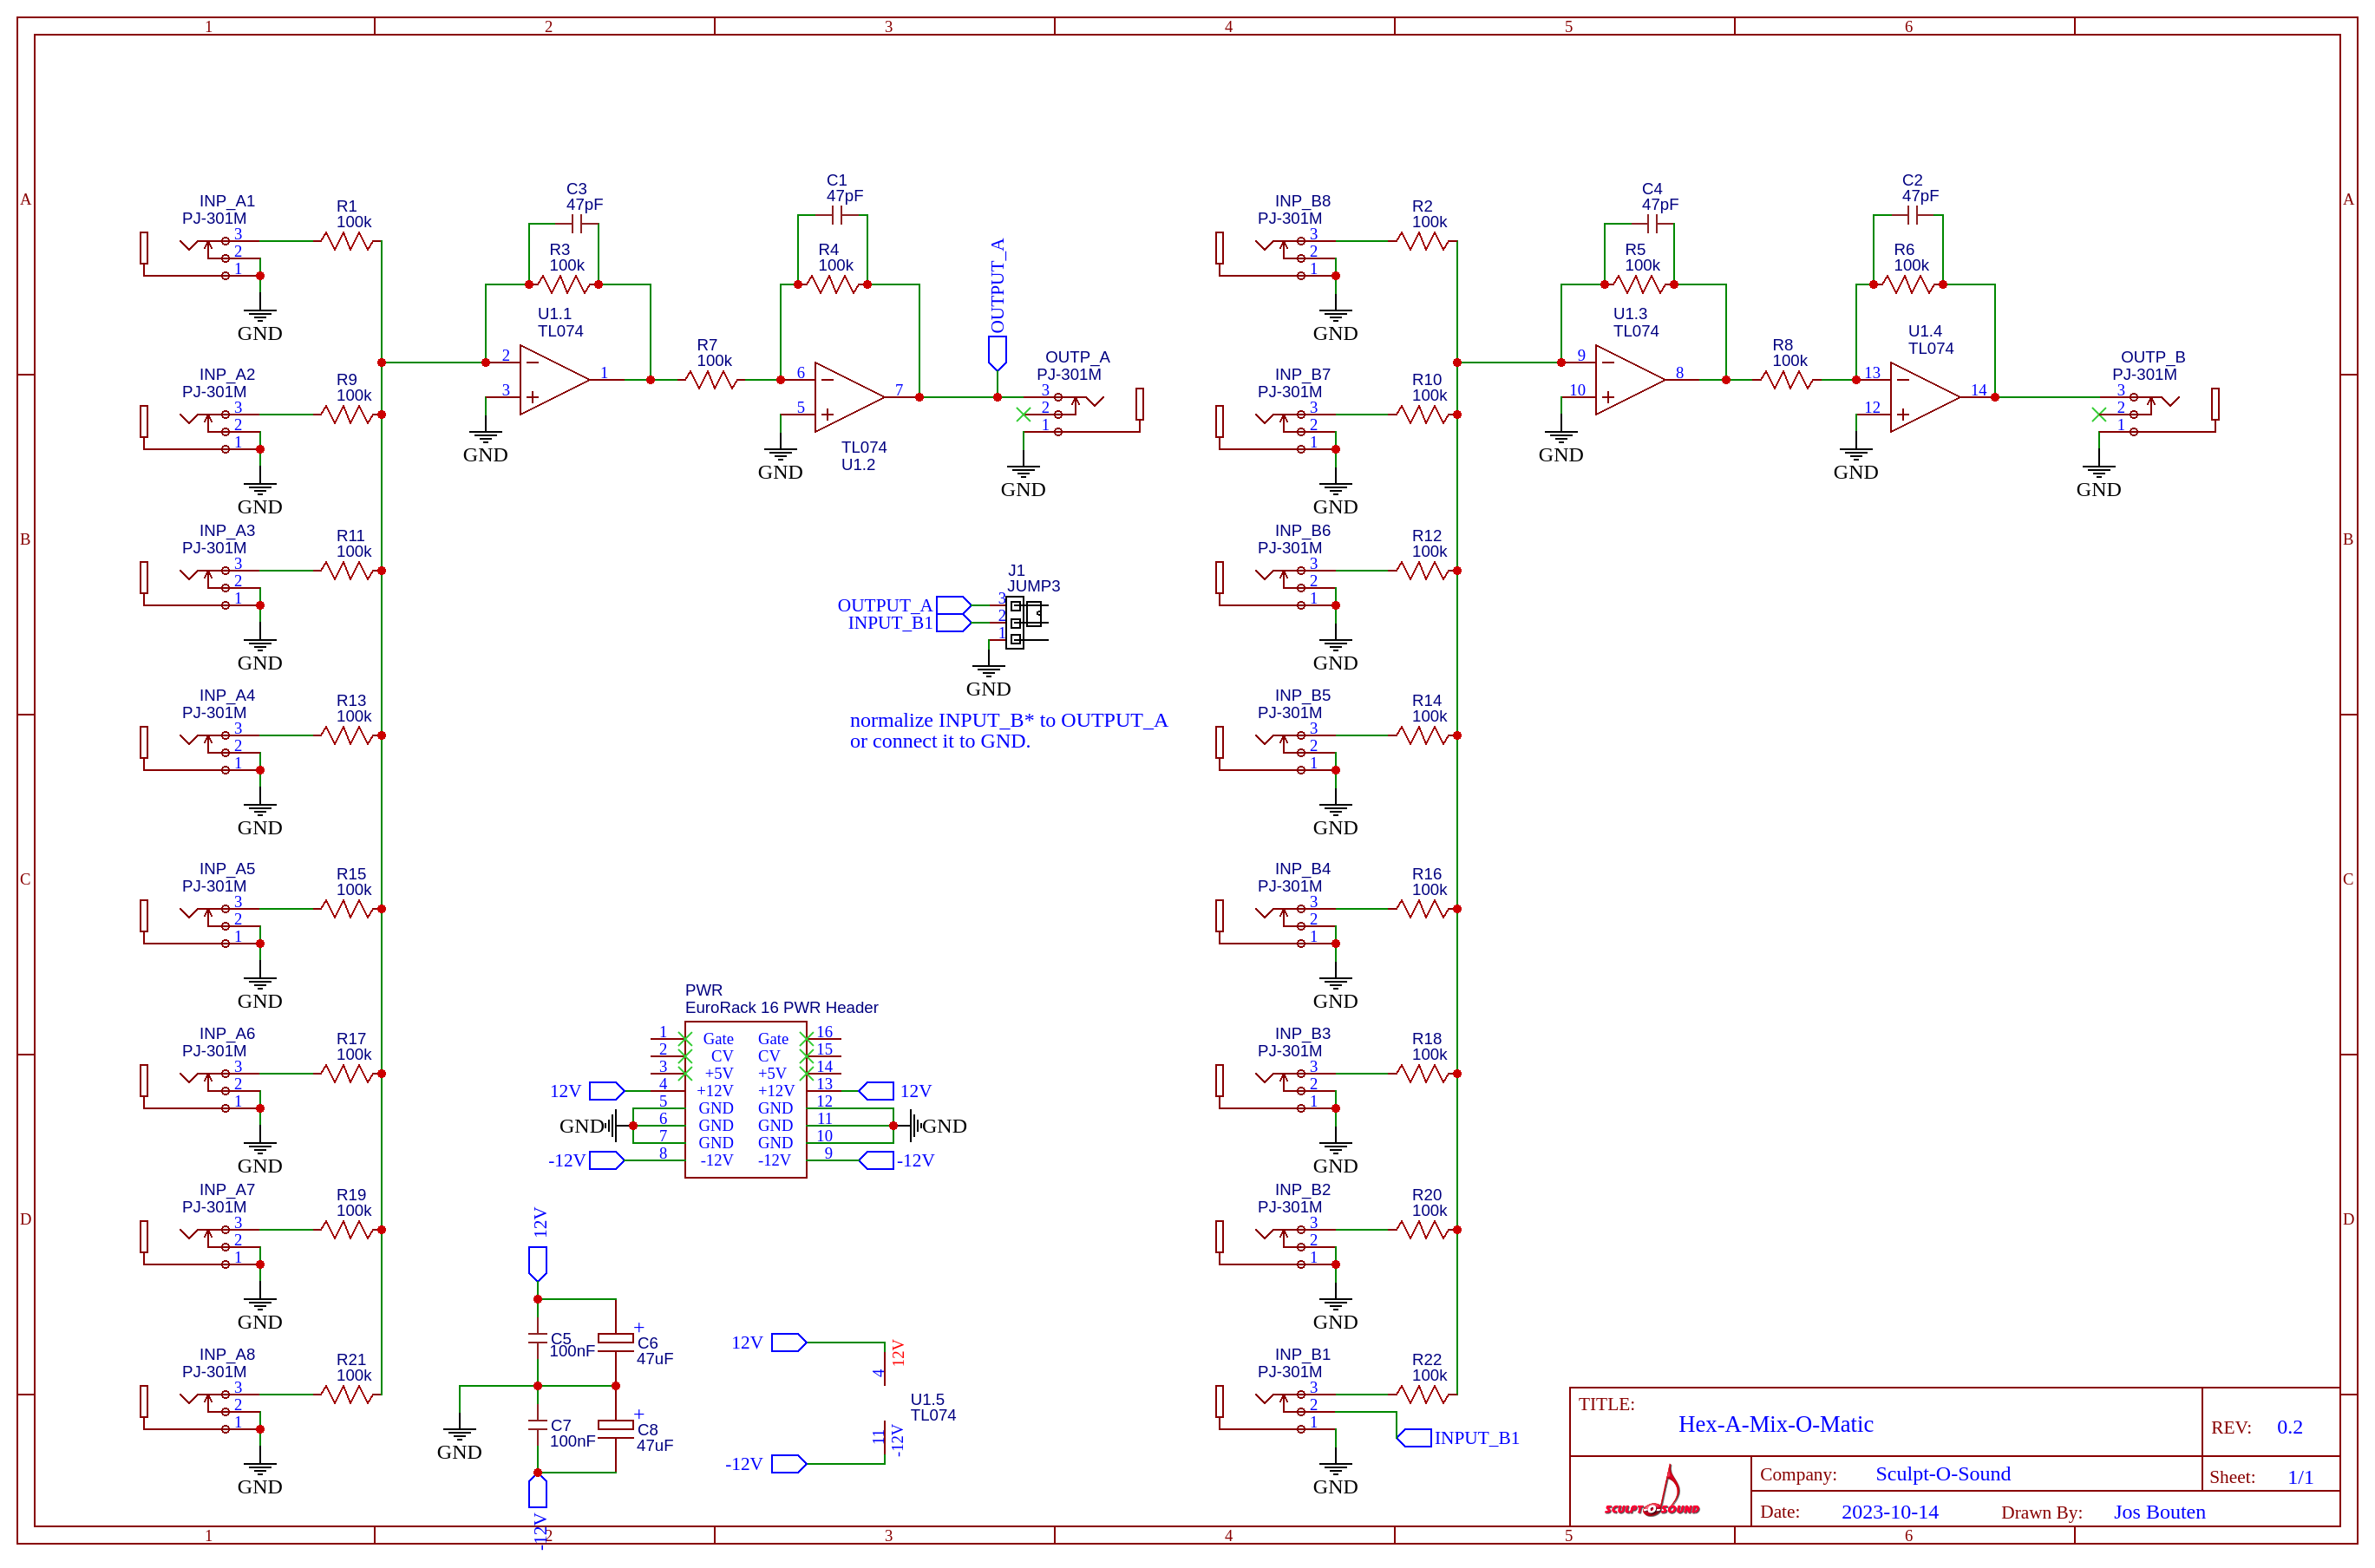 1 2 3 4 5 6
A A
B B
C C
D D
INP_A1
PJ-301M
3
2
1
GND
R1
100k
INP_A2
PJ-301M
3
2
1
GND
R9
100k
INP_A3
PJ-301M
3
2
1
GND
R11
100k
INP_A4
PJ-301M
3
2
1
GND
R13
100k
INP_A5
PJ-301M
3
2
1
GND
R15
100k
INP_A6
PJ-301M
3
2
1
GND
R17
100k
INP_A7
PJ-301M
3
2
1
GND
R19
100k
INP_A8
PJ-301M
3
2
1
GND
R21
100k
C3
47pF
R3
100k
U1.1
TL074
2
3
1
GND
R7
100k
C1
47pF
R4
100k
6
5
7
TL074
U1.2
GND
OUTPUT_A
OUTP_A
PJ-301M
3
2
1
GND
J1
JUMP3
OUTPUT_A 3
INPUT_B1 2
1
GND
normalize INPUT_B* to OUTPUT_A
or connect it to GND.
PWR
EuroRack 16 PWR Header
1 Gate Gate 16
2 CV CV 15
3 +5V +5V 14
12V 4 +12V +12V 13 12V
5 GND GND 12
GND 6 GND GND 11 GND
7 GND GND 10
-12V 8 -12V -12V 9 -12V
12V
C5
100nF
+
C6
47uF
C7
100nF
+
C8
47uF
GND
-12V
12V
12V
4
U1.5
TL074
11
-12V
-12V
INP_B8
PJ-301M
3
2
1
GND
R2
100k
INP_B7
PJ-301M
3
2
1
GND
R10
100k
INP_B6
PJ-301M
3
2
1
GND
R12
100k
INP_B5
PJ-301M
3
2
1
GND
R14
100k
INP_B4
PJ-301M
3
2
1
GND
R16
100k
INP_B3
PJ-301M
3
2
1
GND
R18
100k
INP_B2
PJ-301M
3
2
1
GND
R20
100k
INP_B1
PJ-301M
3
2
1
GND
R22
100k
INPUT_B1
C4
47pF
R5
100k
U1.3
TL074
9
10
8
GND
R8
100k
C2
47pF
R6
100k
U1.4
TL074
13
12
14
GND
OUTP_B
PJ-301M
3
2
1
GND
TITLE:
Hex-A-Mix-O-Matic
REV: 0.2
SCULPT-O-SOUND
Company: Sculpt-O-Sound
Sheet: 1/1
Date: 2023-10-14
Drawn By: Jos Bouten
1 2 3 4 5 6